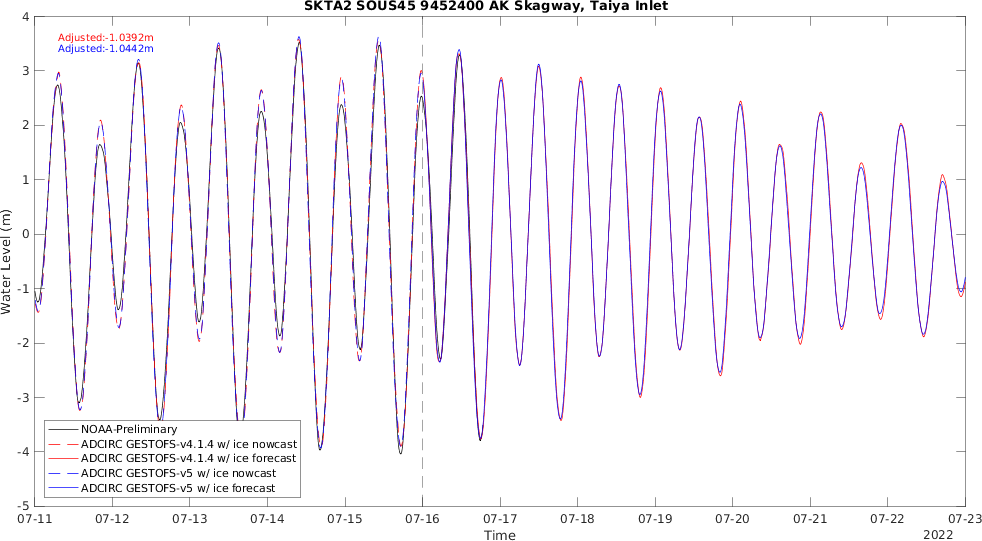 SKTA2 SOUS45 9452400 AK Skagway, Taiya Inlet
Adjusted:-1.0392m
Adjusted:-1.0442m
4
3
2
1
0
-1
-2
-3
-4
-5
Water Level (m)
NOAA-Preliminary
ADCIRC GESTOFS-v4.1.4 w/ ice nowcast
ADCIRC GESTOFS-v4.1.4 w/ ice forecast
ADCIRC GESTOFS-v5 w/ ice nowcast
ADCIRC GESTOFS-v5 w/ ice forecast
07-11 07-12 07-13 07-14 07-15 07-16 07-17 07-18 07-19 07-20 07-21 07-22 07-23
Time
2022